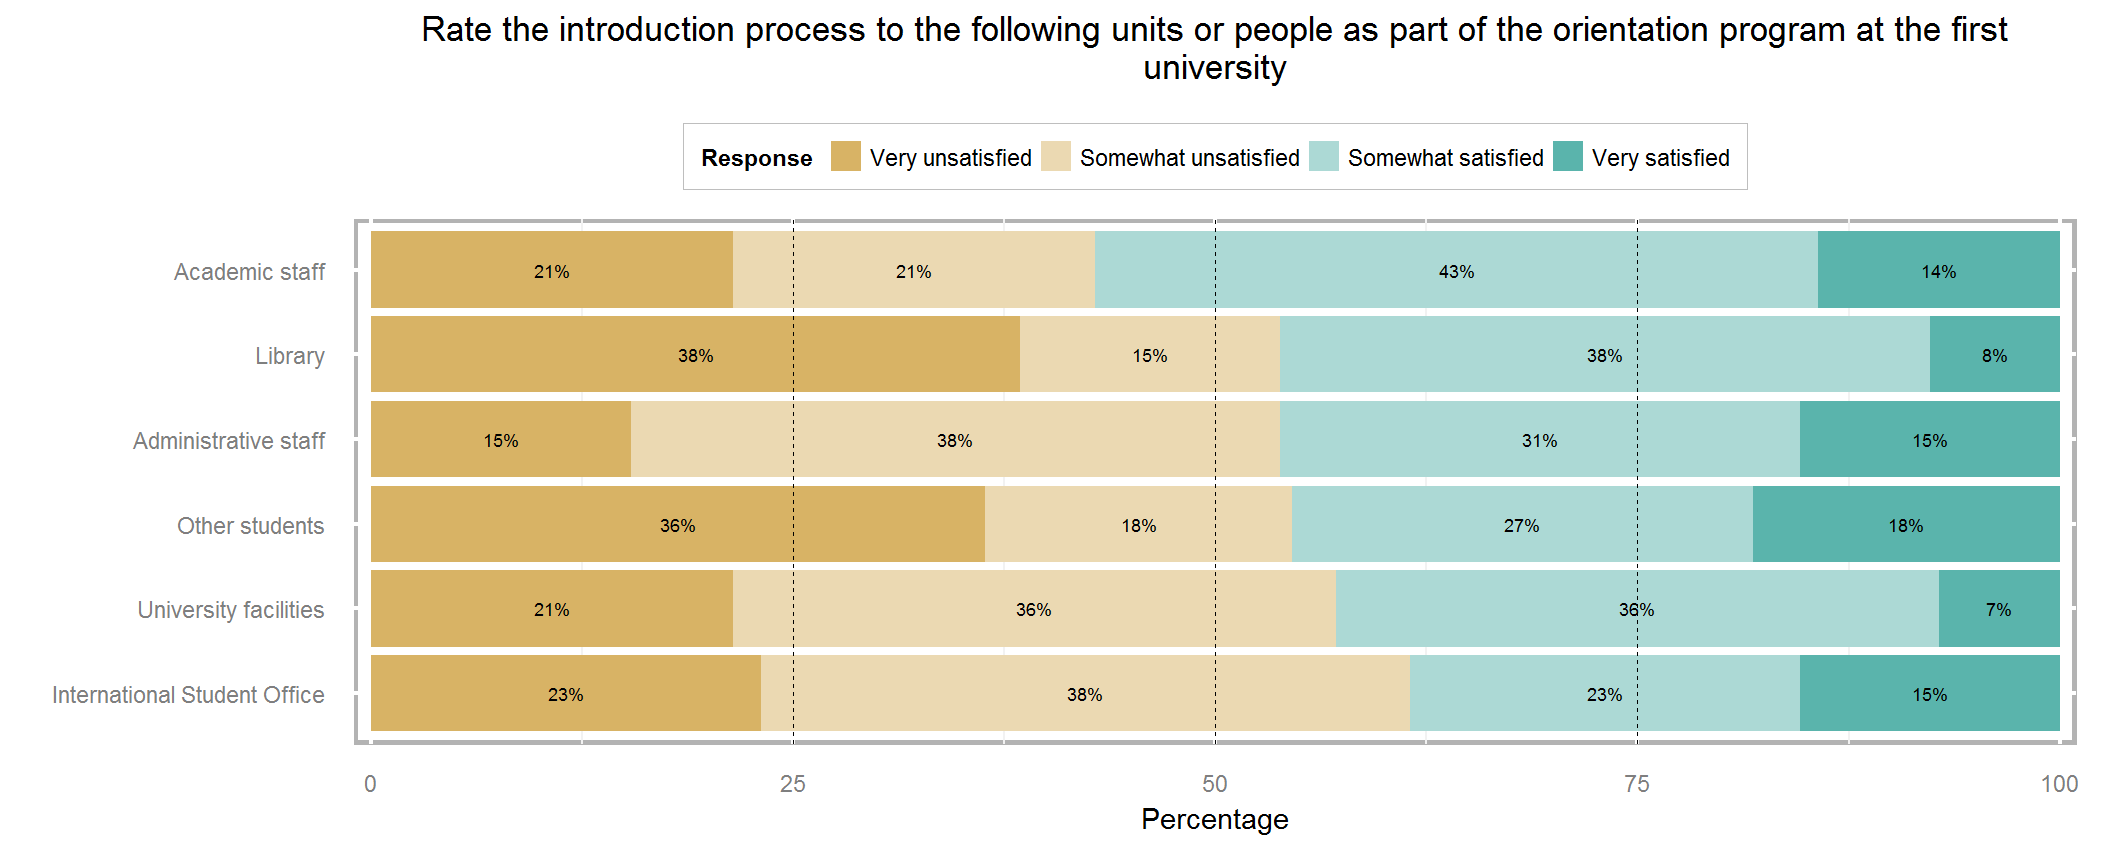 Rate the introduction process to the following units or people as part of the orientation program at the first
university
Response Very unsatisfied Somewhat unsatisfied Somewhat satisfied Very satisfied
Academic staff 21% 21% 43% 14%
Library 38% 15% 38% 8%
Administrative staff 15% 38% 31% 15%
Other students 36% 18% 27% 18%
University facilities 21% 36% 36% 7%
International Student Office 23% 38% 23% 15%
0 25 50 75 100
Percentage